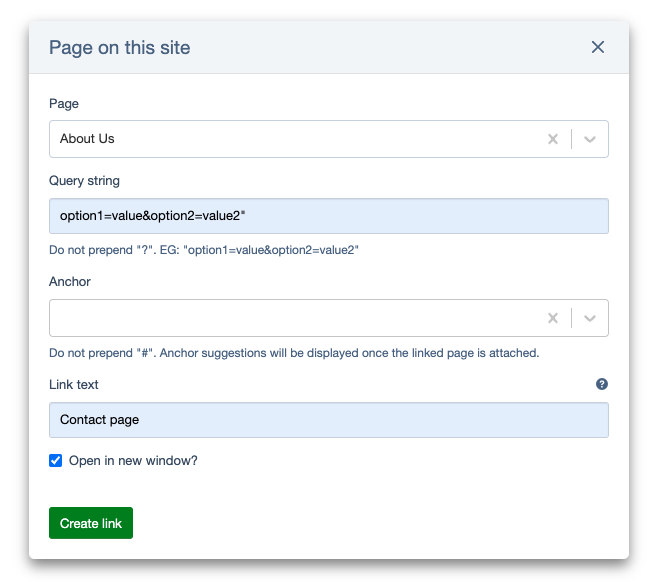 Page on this site
Page
About Us
Query string
option1=value&option2=value2"
Do not prepend "?". EG: "option1=value&option2=value2"
Anchor
Do not prepend "#". Anchor suggestions will be displayed once the linked page is attached.
Link text
?
Contact page
Open in new window?
Create link